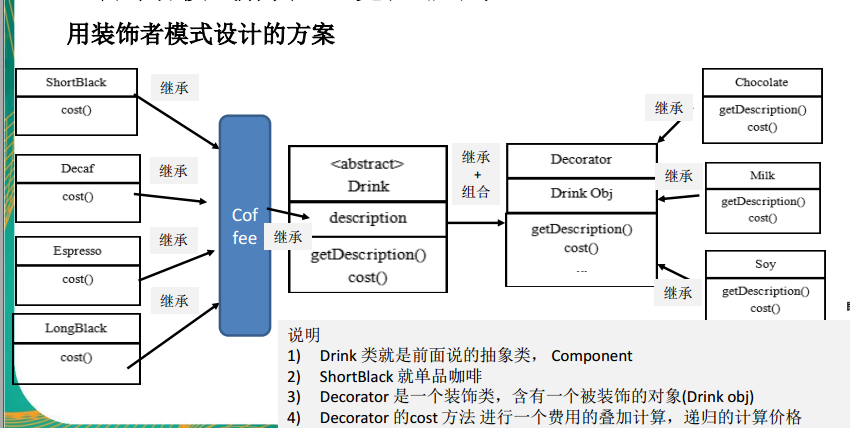 用装饰者模式设计的方案
ShortBlack
cost()
继承
Decaf
cost()
继承
Espresso
cost()
继承
LongBlack
cost()
继承
Cof
fee
继承
<abstract>
Drink
description
getDescription()
cost()
继承
+
组合
Decorator
Drink Obj
getDescription()
cost()
...
继承
Chocolate
getDescription()
cost()
继承
Milk
getDescription()
cost()
继承
Soy
getDescription()
cost()
说明
1) Drink 类就是前面说的抽象类， Component
2) ShortBlack 就单品咖啡
3) Decorator 是一个装饰类，含有一个被装饰的对象(Drink obj)
4) Decorator 的cost 方法 进行一个费用的叠加计算，递归的计算价格